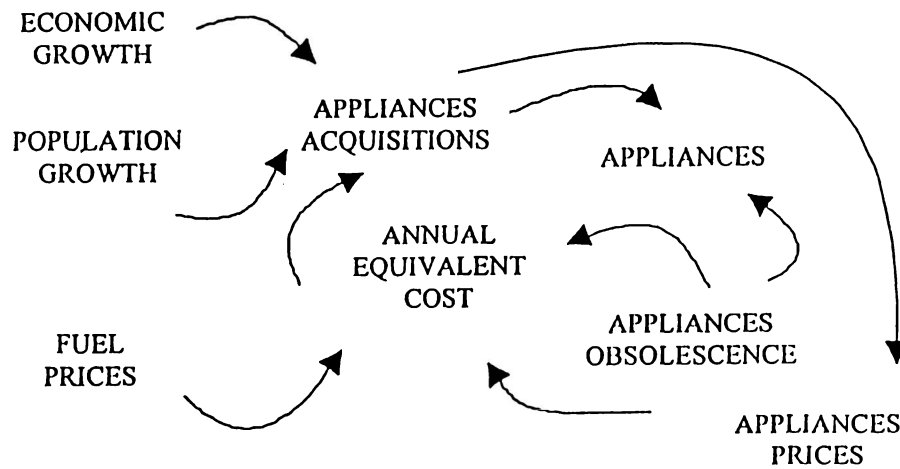 ECONOMIC
GROWTH
APPLIANCES
ACQUISITIONS
POPULATION
GROWTH
APPLIANCES
ANNUAL
EQUIVALENT
COST
APPLIANCES
OBSOLESCENCE
FUEL
PRICES
APPLIANCES
PRICES